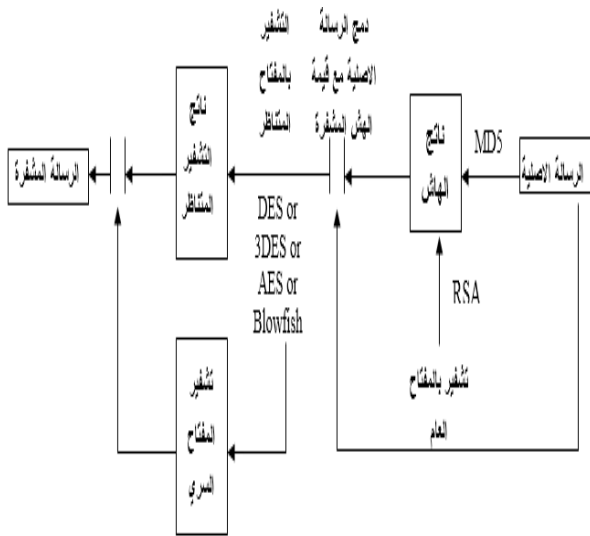 الرسالة الاصلية
MD5
ناتج
الهاش
RSA
تشفير بالمفتاح
العام
دمج الرسالة
الاصلية مع قيمة
الهش المشفرة
التشفير
بالمفتاح
المتناظر
DES or
3DES or
AES or
Blowfish
ناتج
التشفير
المتناظر
تشفير
المفتاح
السري
الرسالة المشفرة